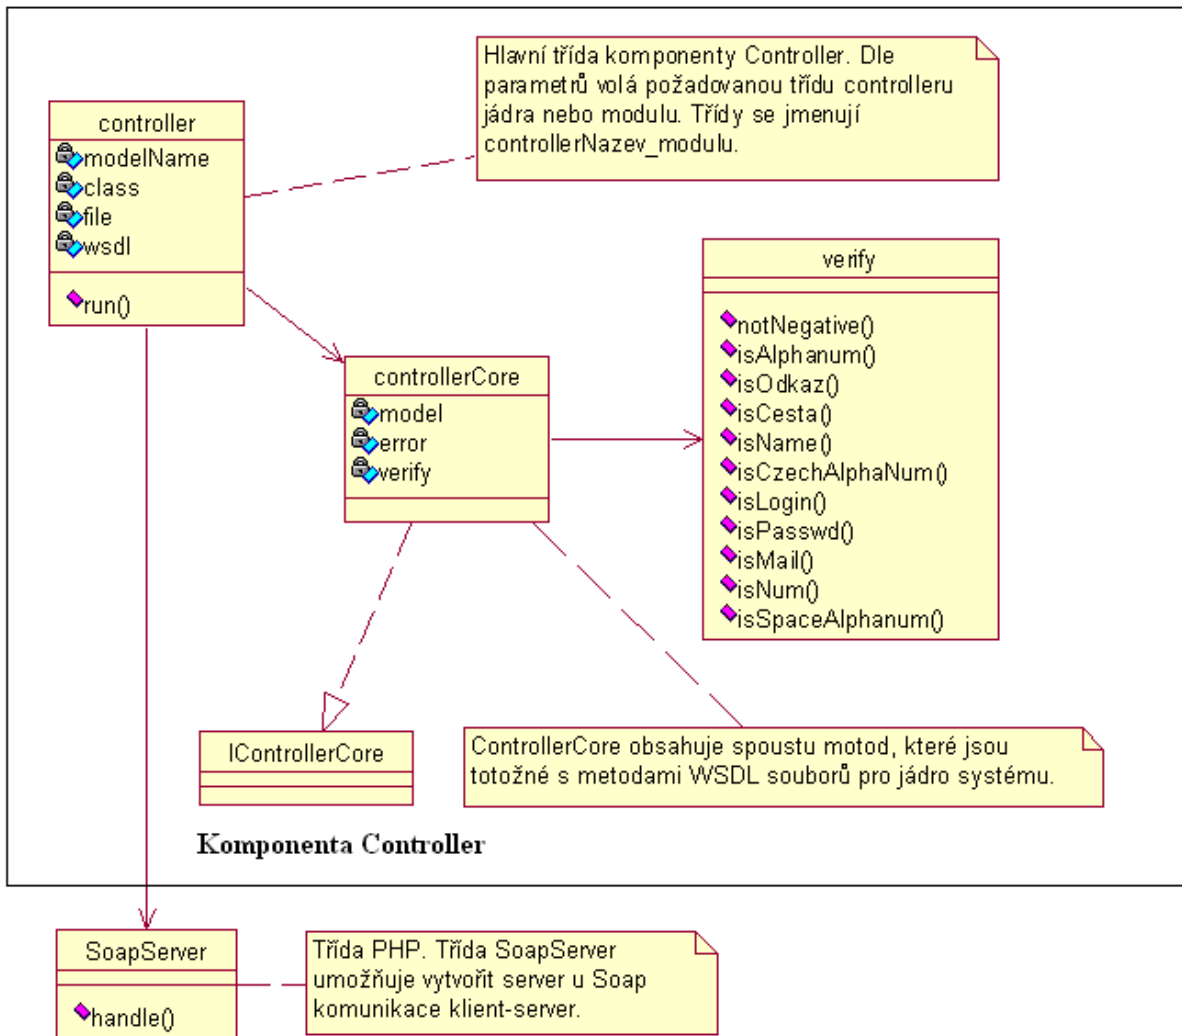 Hlavní třída komponenty Controller. Dle
parametrů volá požadovanou třídu controlleru
jádra nebo modulu. Třídy se jmenují
controllerNazev_modulu.
controller
modelName
class
file
wsdl
run()
verify
notNegative()
isAlphanum()
isOdkaz()
isCesta()
isName()
isCzechAlphaNum()
isLogin()
isPasswd()
isMail()
isNum()
isSpaceAlphanum()
controllerCore
model
error
verify
IControllerCore
ControllerCore obsahuje spoustu motod, které jsou
totožné s metodami WSDL souborů pro jádro systému.
Komponenta Controller
SoapServer
handle()
Třída PHP. Třída SoapServer
umožňuje vytvořit server u Soap
komunikace klient-server.